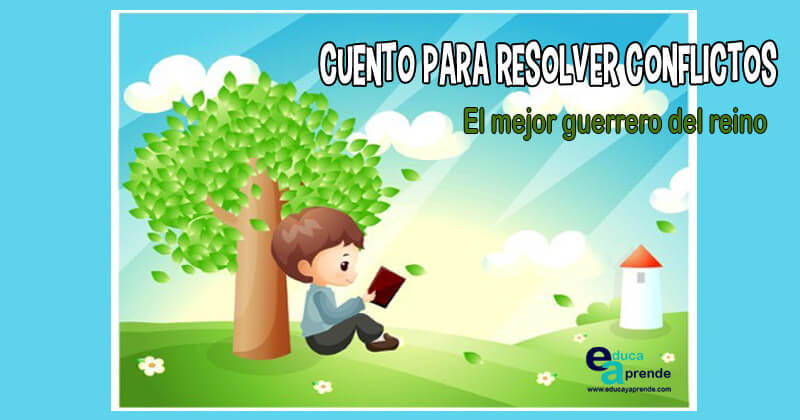 CUENTO PARA RESOLVER CONFLICTOS
El mejor guerrero del reino
educa
aprende
www.educayaprende.com